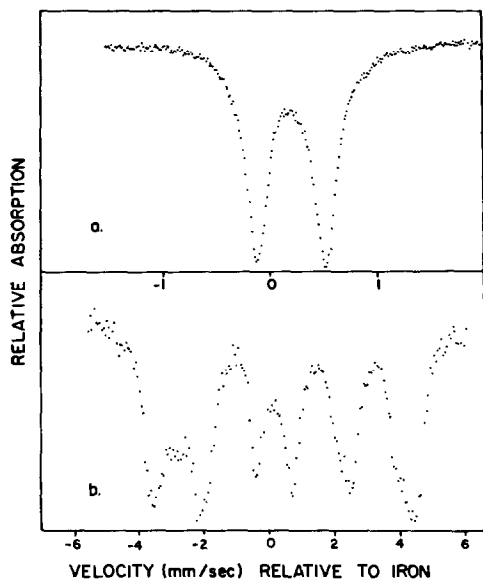 RELATIVE ABSORPTION
a.
-1 0 1
b.
-6 -4 -2 0 2 4 6
VELOCITY (mm/sec) RELATIVE TO IRON